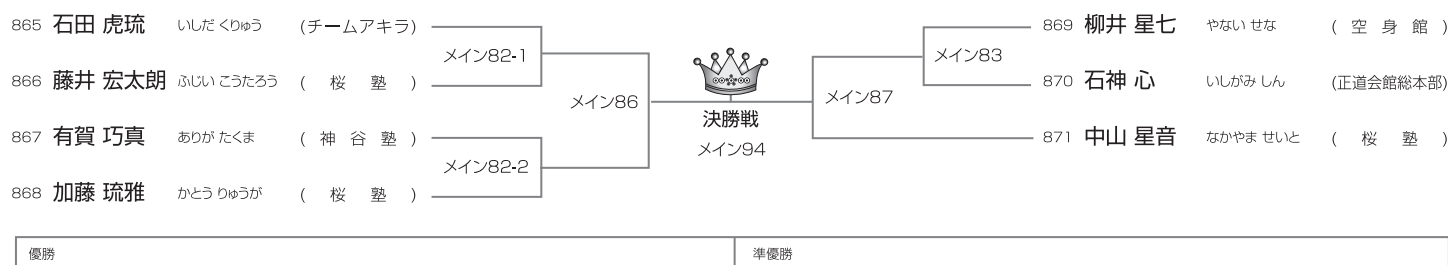 865 石田 虎琉 いしだ くりゅう (チームアキラ)
866 藤井 宏太朗 ふじい こうたろう ( 桜 塾 )
867 有賀 巧真 ありが たくま ( 神 谷 塾 )
868 加藤 琉雅 かとう りゅうが ( 桜 塾 )
メイン82-1
メイン82-2
メイン86
決勝戦
メイン94
メイン87
メイン83
869 柳井 星七 やない せな ( 空 身 館 )
870 石神 心 いしがみ しん (正道会館総本部)
871 中山 星音 なかやま せいと ( 桜 塾 )
優勝
準優勝